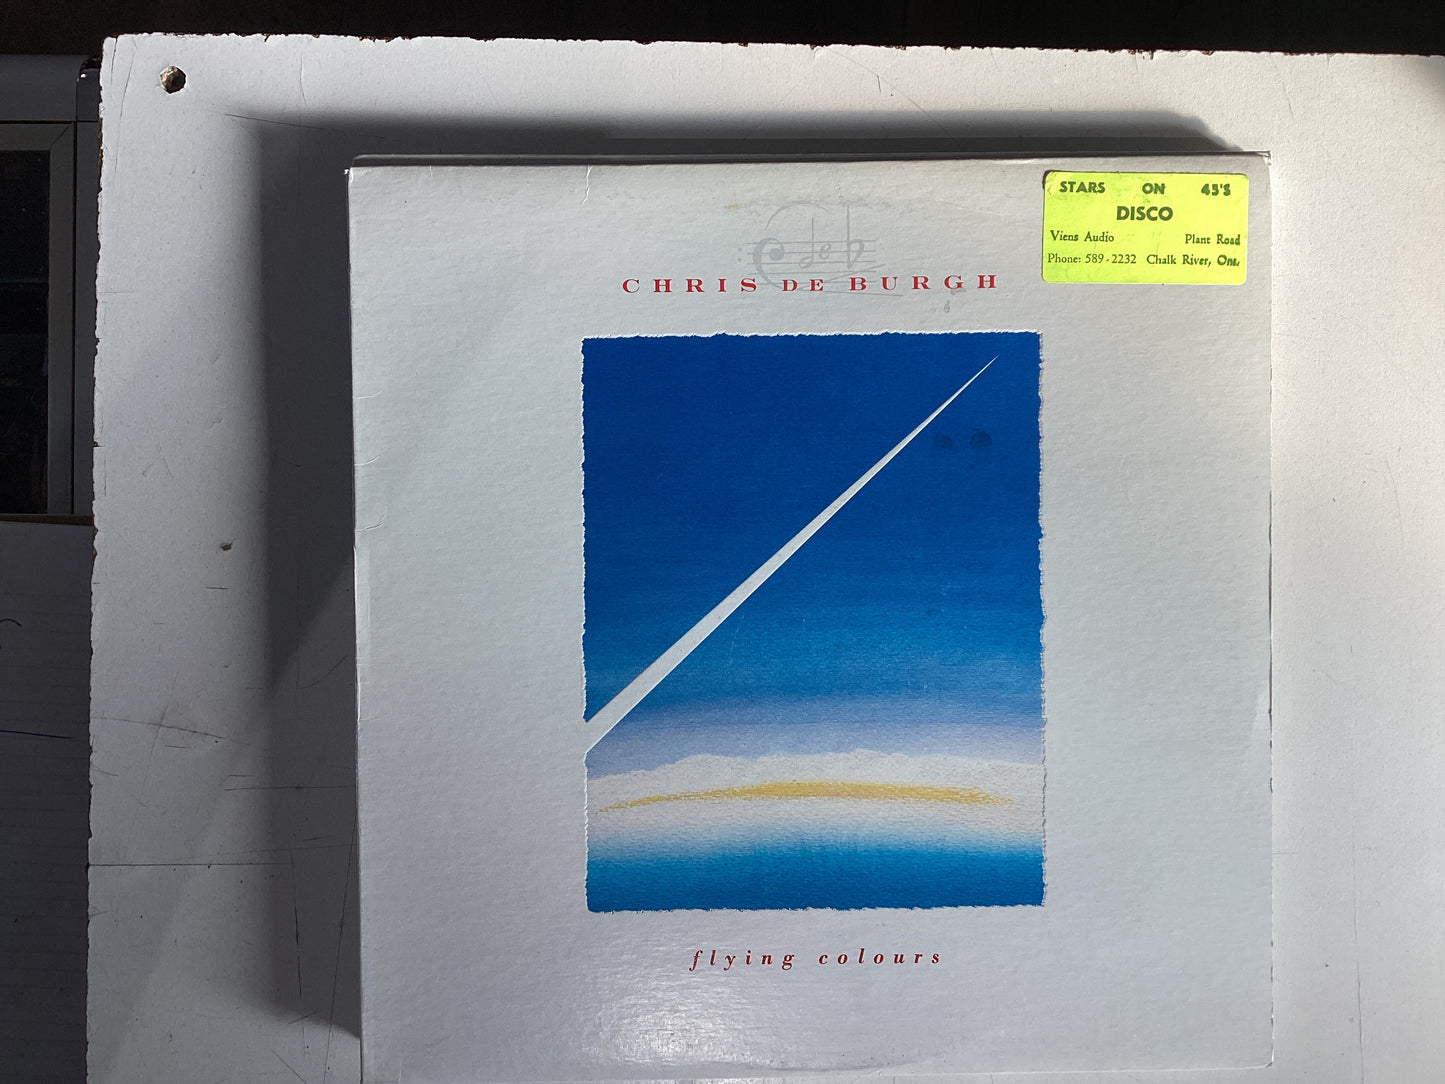 STARS ON 45'S
DISCO
Viens Audio Plant Road
Phone: 589-2232 Chalk River, Ont.
CdeB
CHRIS DE BURGH
flying colours